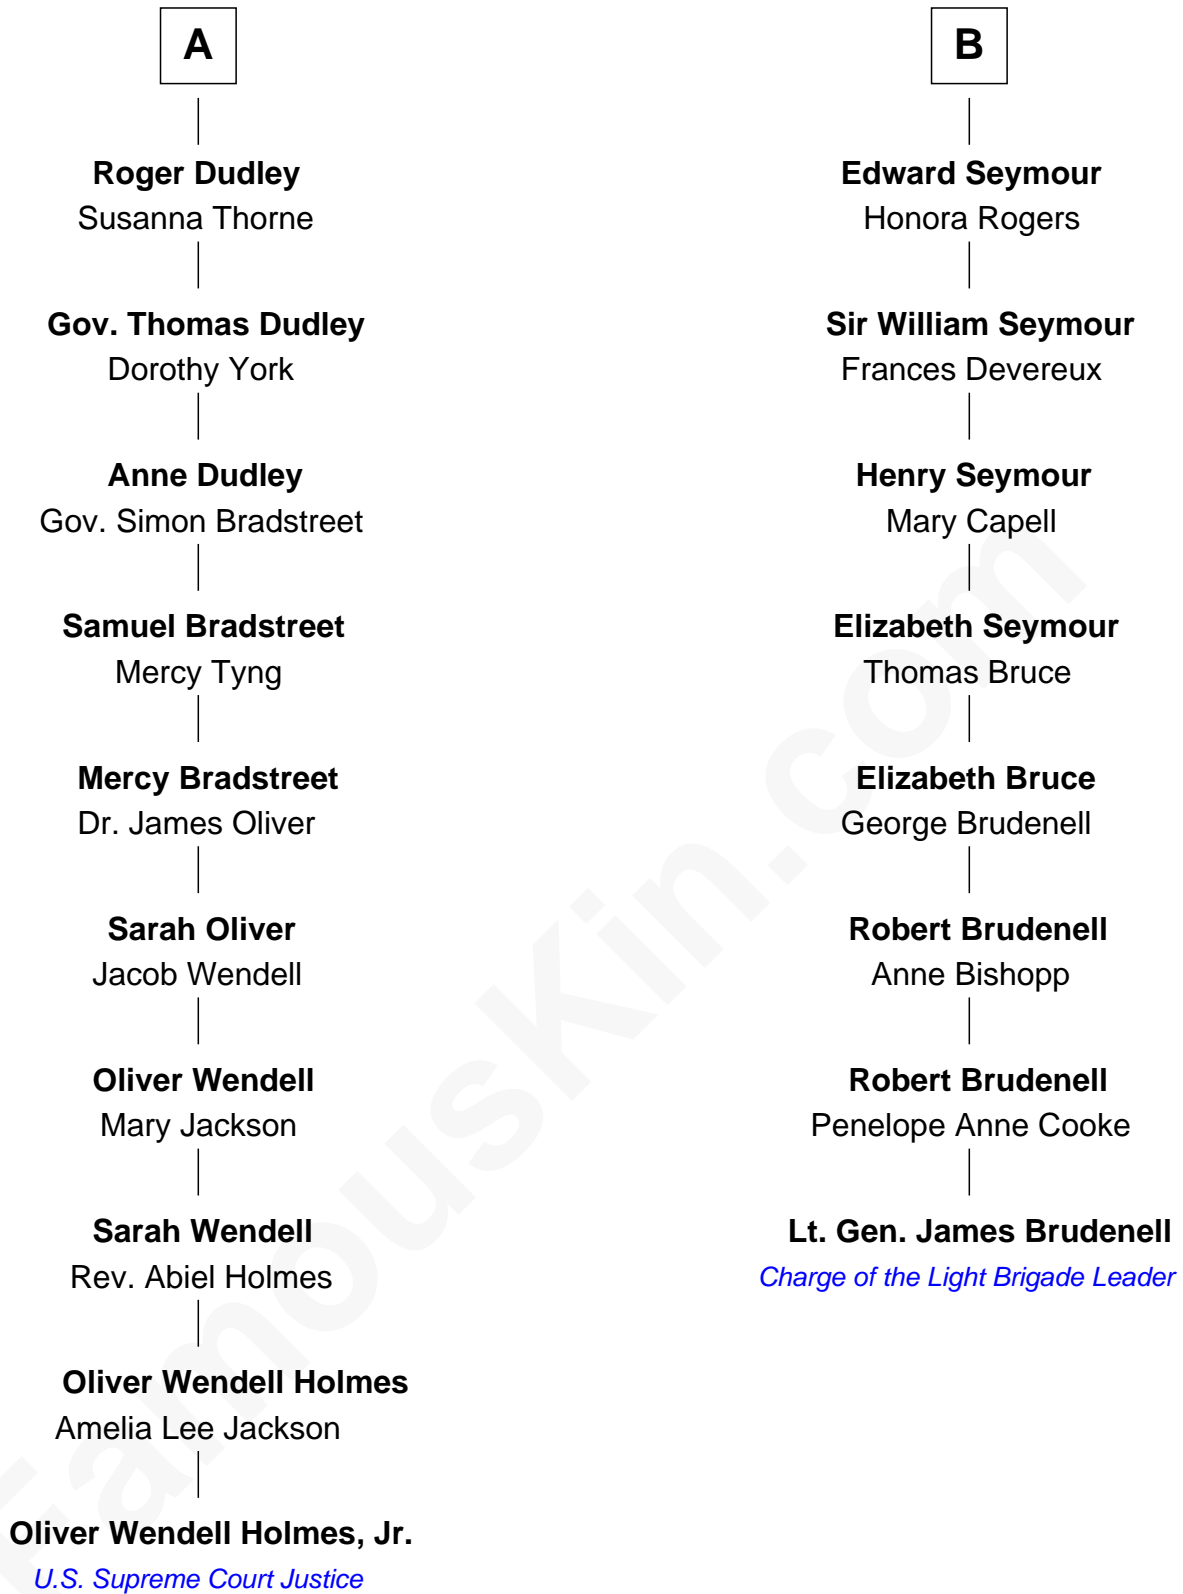 A
Roger Dudley
Susanna Thorne
Gov. Thomas Dudley
Dorothy York
Anne Dudley
Gov. Simon Bradstreet
Samuel Bradstreet
Mercy Tyng
Mercy Bradstreet
Dr. James Oliver
Sarah Oliver
Jacob Wendell
Oliver Wendell
Mary Jackson
Sarah Wendell
Rev. Abiel Holmes
Oliver Wendell Holmes
Amelia Lee Jackson
Oliver Wendell Holmes, Jr.
U.S. Supreme Court Justice
B
Edward Seymour
Honora Rogers
Sir William Seymour
Frances Devereux
Henry Seymour
Mary Capell
Elizabeth Seymour
Thomas Bruce
Elizabeth Bruce
George Brudenell
Robert Brudenell
Anne Bishopp
Robert Brudenell
Penelope Anne Cooke
Lt. Gen. James Brudenell
Charge of the Light Brigade Leader
FamousKin.com